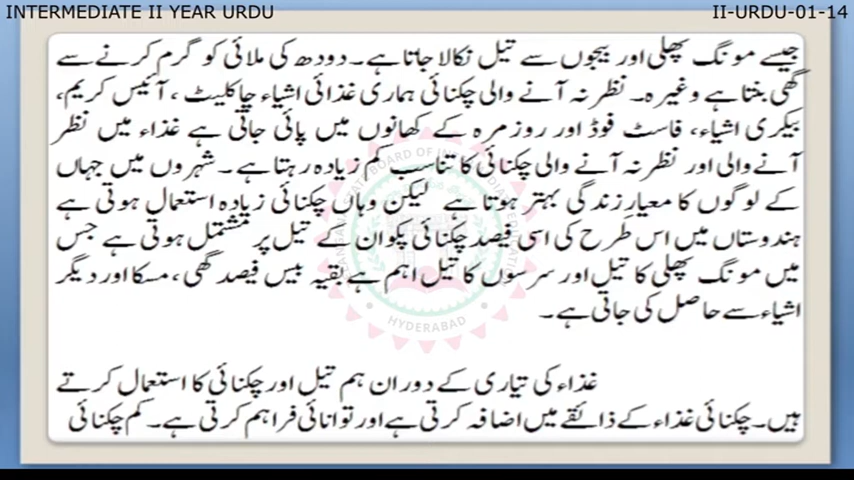 INTERMEDIATE II YEAR URDU
II-URDU-01-14
جیسے مونگ پھلی اور بیجوں سے تیل نکالا جاتا ہے۔ دودھ کی ملائی کو گرم کرنے سے
گھی بنتا ہے وغیرہ۔ نظر نہ آنے والی چکنائی ہماری غذائی اشیاء چاکلیٹ، آئیس کریم،
بیکری اشیاء، فاسٹ فوڈ اور روزمرہ کے کھانوں میں پائی جاتی ہے غذاء میں نظر
آنے والی اور نظر نہ آنے والی چکنائی کا تناسب کم زیادہ رہتا ہے۔ شہروں میں جہاں
کے لوگوں کا معیارِ زندگی بہتر ہوتا ہے لیکن وہاں چکنائی زیادہ استعمال ہوتی ہے
ہندوستاں میں اس طرح کی اسی فیصد چکنائی پکوان کے تیل پر مشتمل ہوتی ہے جس
میں مونگ پھلی کا تیل اور سرسوں کا تیل اہم ہے بقیہ بیس فیصد گھی، مسکا اور دیگر
اشیاء سے حاصل کی جاتی ہے۔
غذاء کی تیاری کے دوران ہم تیل اور چکنائی کا استعمال کرتے
ہیں۔ چکنائی غذاء کے ذائقے میں اضافہ کرتی ہے اور توانائی فراہم کرتی ہے۔ کم چکنائی
HYDERABAD